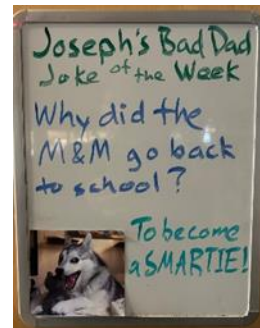 Joseph's Bad Dad
Joke of the Week
Why did the
M&M go back
to school?
To become
a SMARTIE!